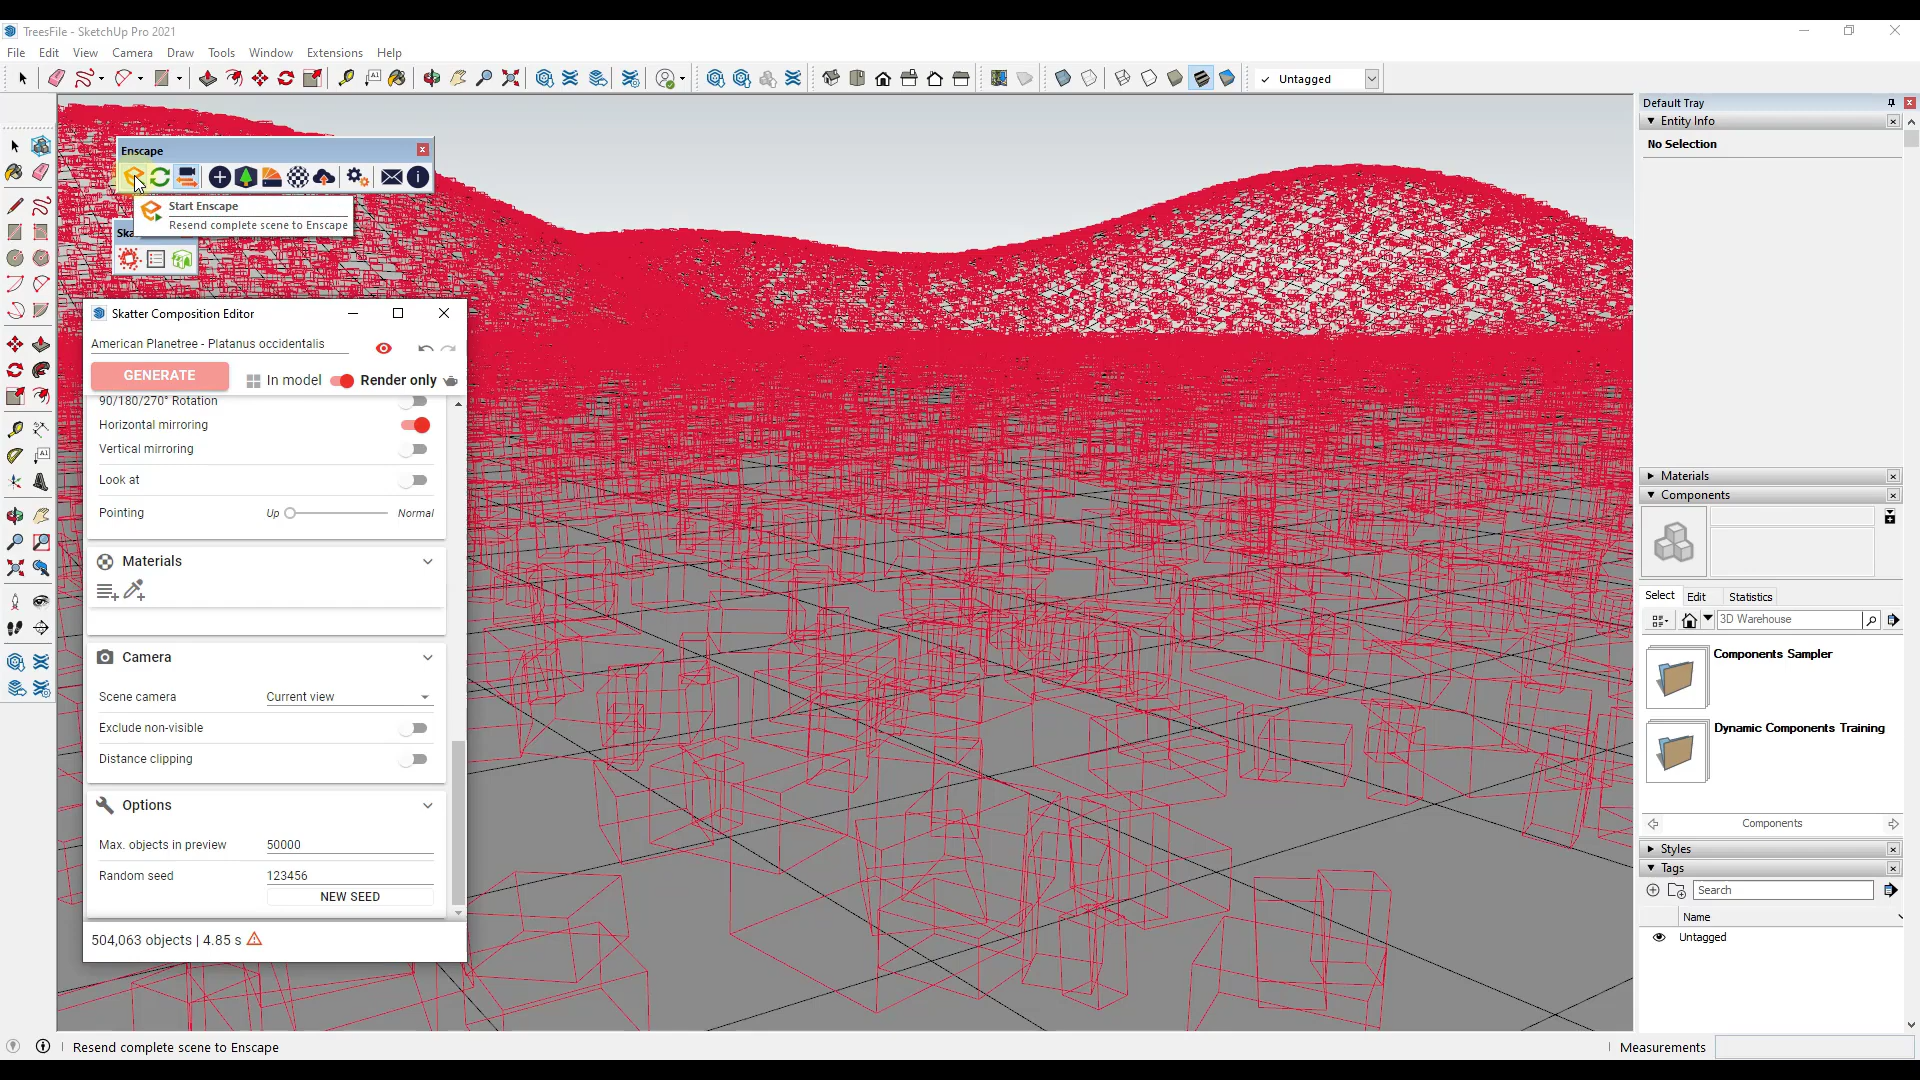 TreesFile - SketchUp Pro 2021
File Edit View Camera Draw Tools Window Extensions Help
Untagged
Default Tray
Entity Info
No Selection
Enscape
Start Enscape
Resend complete scene to Enscape
Ska
Skatter Composition Editor
American Planetree - Platanus occidentalis
GENERATE
In model
Render only
90/180/270° Rotation
Horizontal mirroring
Vertical mirroring
Look at
Pointing
Up
Normal
Materials
Camera
Scene camera
Current view
Exclude non-visible
Distance clipping
Options
Max. objects in preview
50000
Random seed
123456
NEW SEED
504,063 objects | 4.85 s
Materials
Components
Select
Edit
Statistics
3D Warehouse
Components Sampler
Dynamic Components Training
Components
Styles
Tags
Search
Name
Untagged
Resend complete scene to Enscape
Measurements